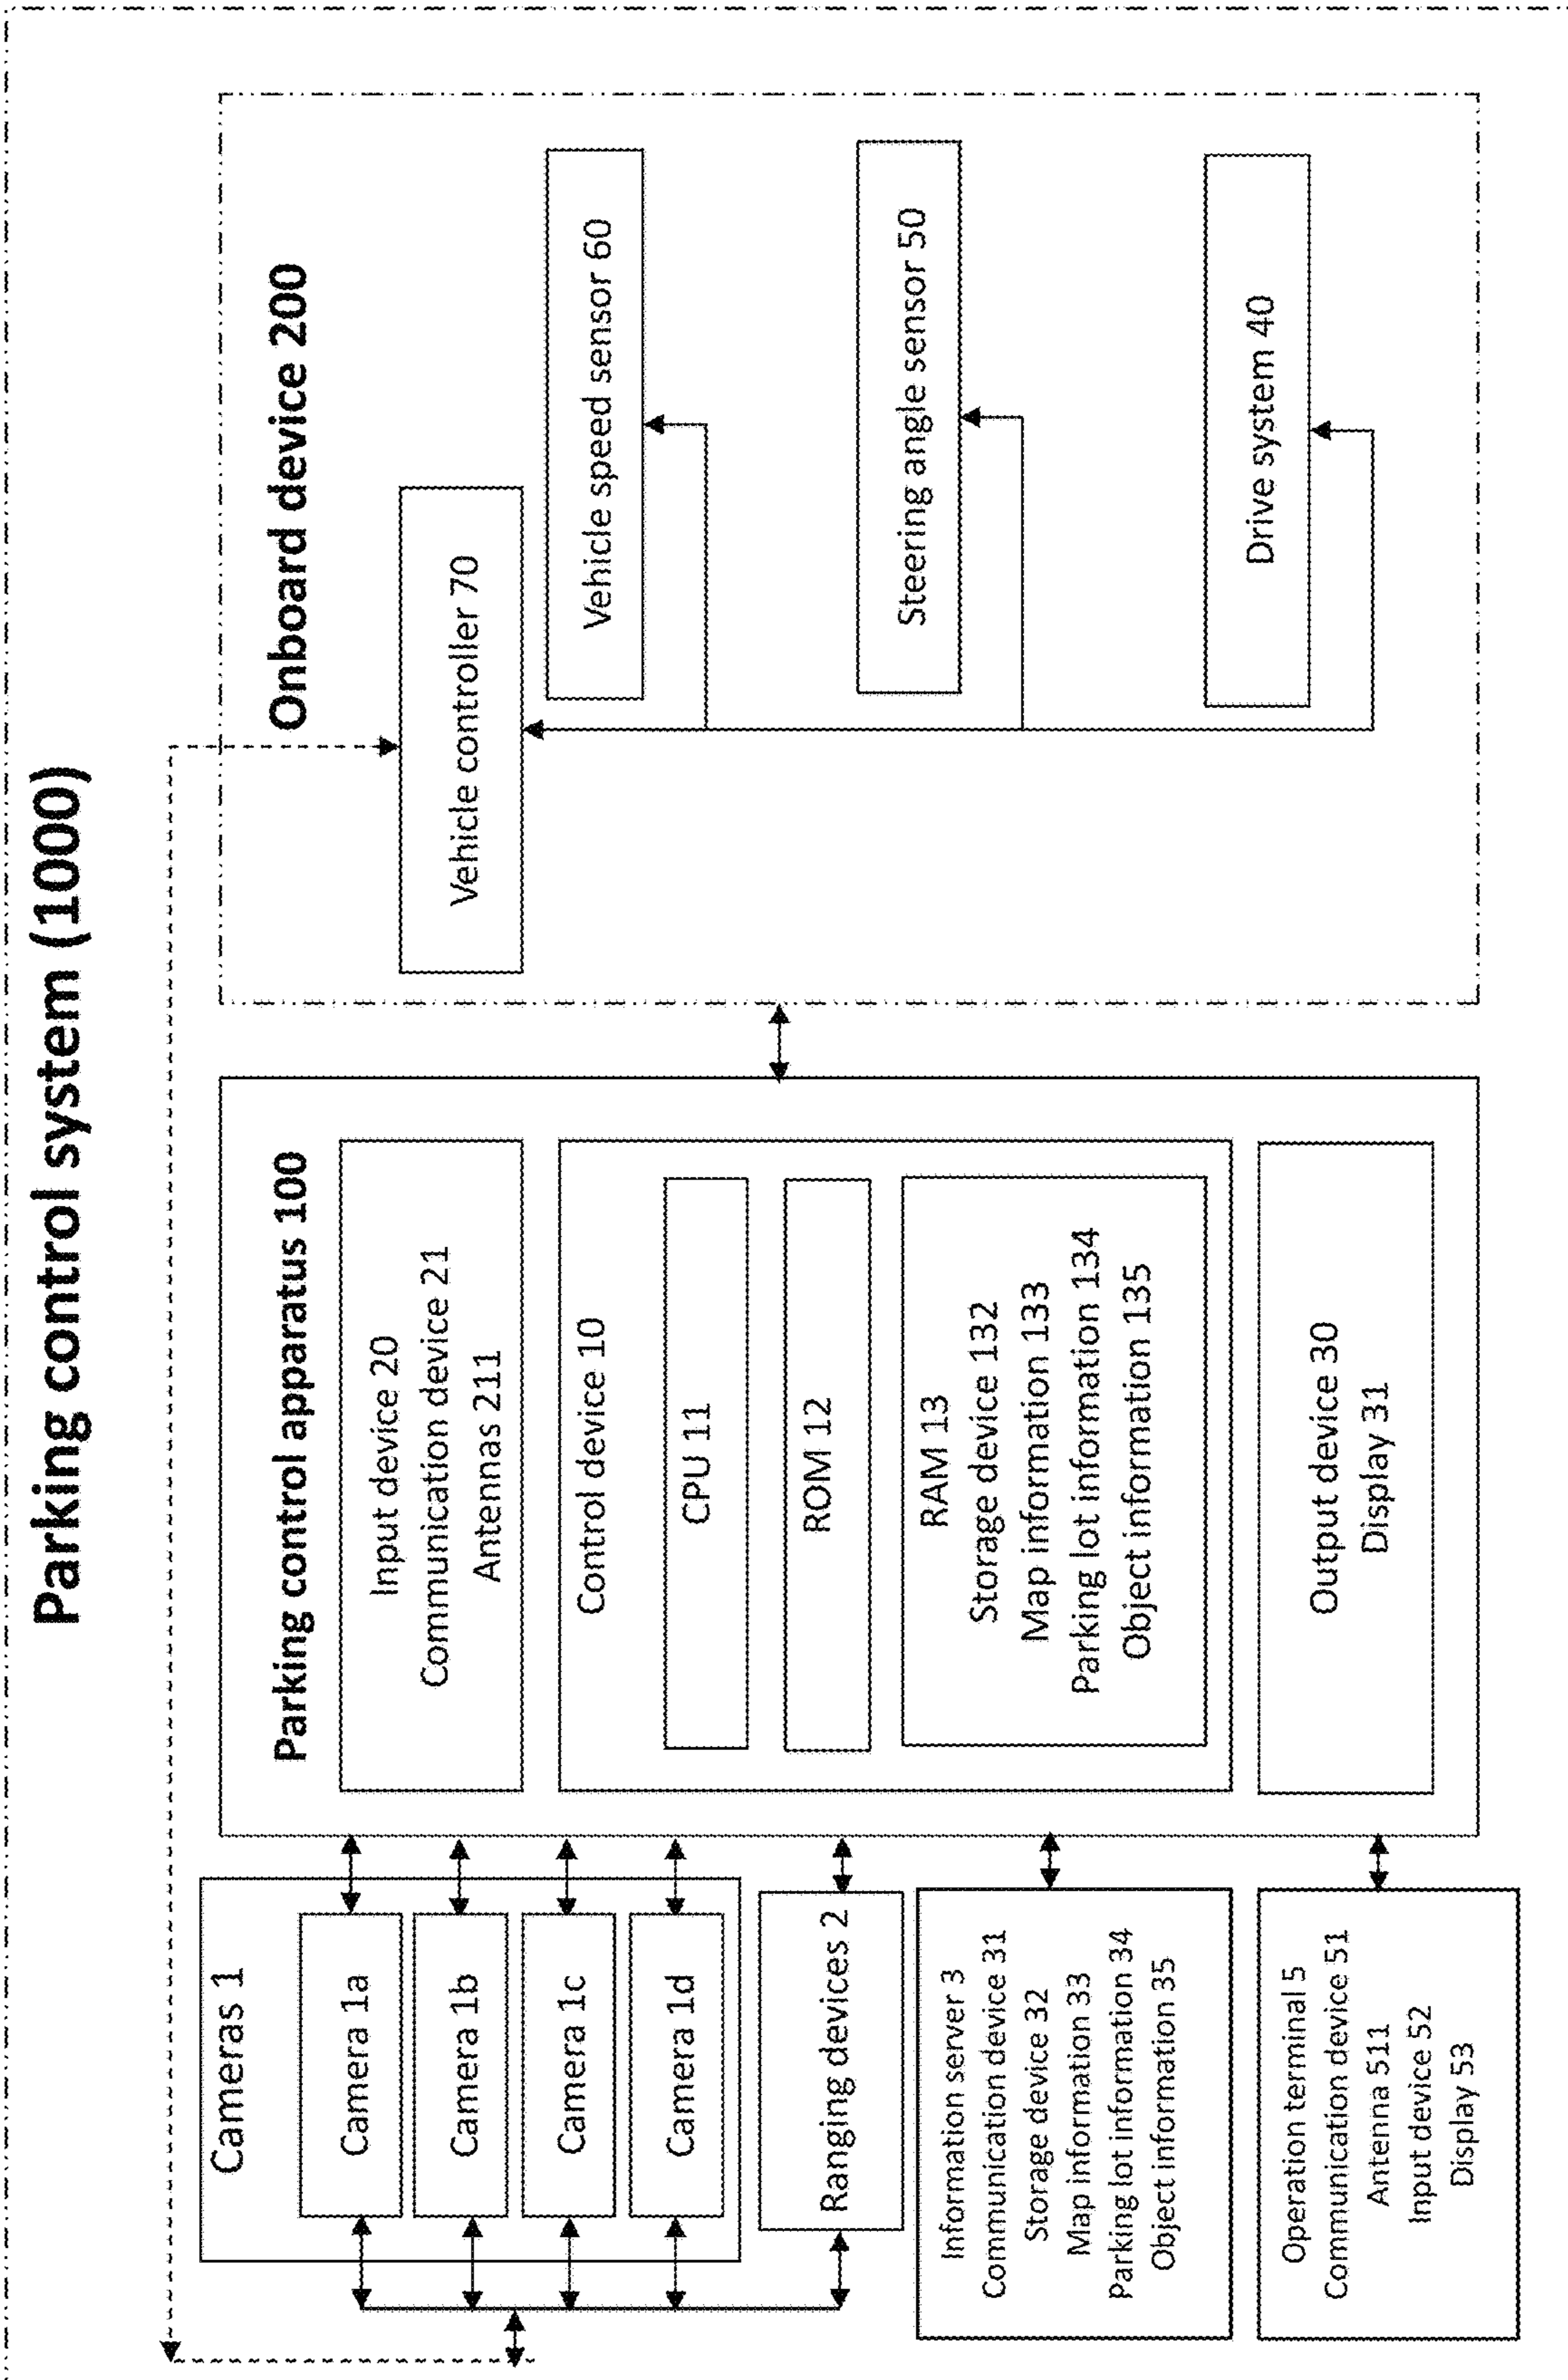 Parking control system (1000)
Cameras 1
Camera 1a
Camera 1b
Camera 1c
Camera 1d
Ranging devices 2
Information server 3
Communication device 31
Storage device 32
Map information 33
Parking lot information 34
Object information 35
Operation terminal 5
Communication device 51
Antenna 511
Input device 52
Display 53
Parking control apparatus 100
Input device 20
Communication device 21
Antennas 211
Control device 10
CPU 11
ROM 12
RAM 13
Storage device 132
Map information 133
Parking lot information 134
Object information 135
Output device 30
Display 31
Onboard device 200
Vehicle controller 70
Vehicle speed sensor 60
Steering angle sensor 50
Drive system 40